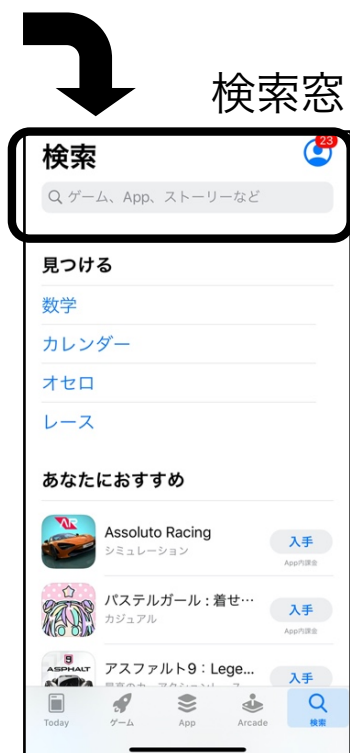 検索窓
検索
23
ゲーム、App、ストーリーなど
見つける
数学
カレンダー
オセロ
レース
あなたにおすすめ
AR
Assoluto Racing
シミュレーション
入手
App内課金
パステルガール : 着せ…
カジュアル
入手
App内課金
ASPHALT
アスファルト9：Lege...
入手
Today
ゲーム
App
Arcade
検索